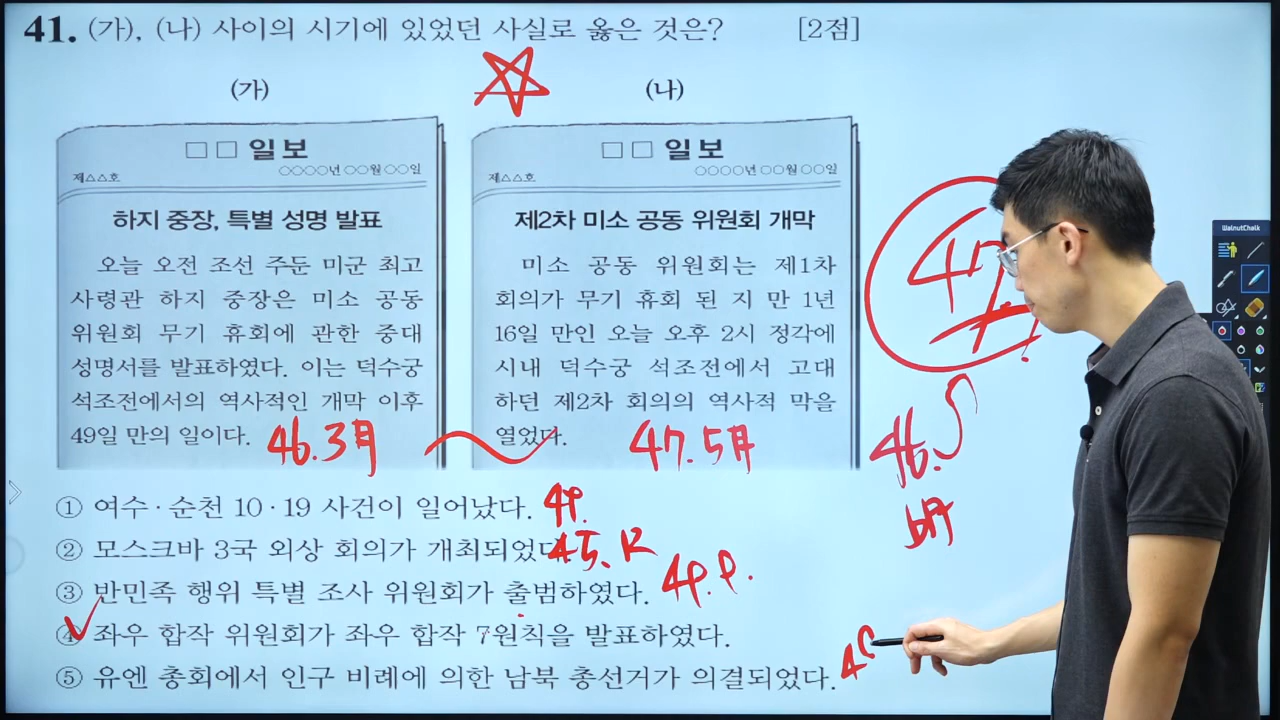 41. (가), (나) 사이의 시기에 있었던 사실로 옳은 것은? [2점]
(가)
(나)
□□일보
제△△호 ○○○○년 ○○월 ○○일
하지 중장, 특별 성명 발표
오늘 오전 조선 주둔 미군 최고
사령관 하지 중장은 미소 공동
위원회 무기 휴회에 관한 중대
성명서를 발표하였다. 이는 덕수궁
석조전에서의 역사적인 개막 이후
49일 만의 일이다.
46.3月
□□일보
제△△호 ○○○○년 ○○월 ○○일
제2차 미소 공동 위원회 개막
미소 공동 위원회는 제1차
회의가 무기 휴회 된 지 만 1년
16일 만인 오늘 오후 2시 정각에
시내 덕수궁 석조전에서 고대
하던 제2차 회의의 역사적 막을
열었다.
47.5月
① 여수·순천 10·19 사건이 일어났다.
② 모스크바 3국 외상 회의가 개최되었다
45.12
③ 반민족 행위 특별 조사 위원회가 출범하였다.
④ 좌우 합작 위원회가 좌우 합작 7원칙을 발표하였다.
⑤ 유엔 총회에서 인구 비례에 의한 남북 총선거가 의결되었다.
46.
WalnutChalk